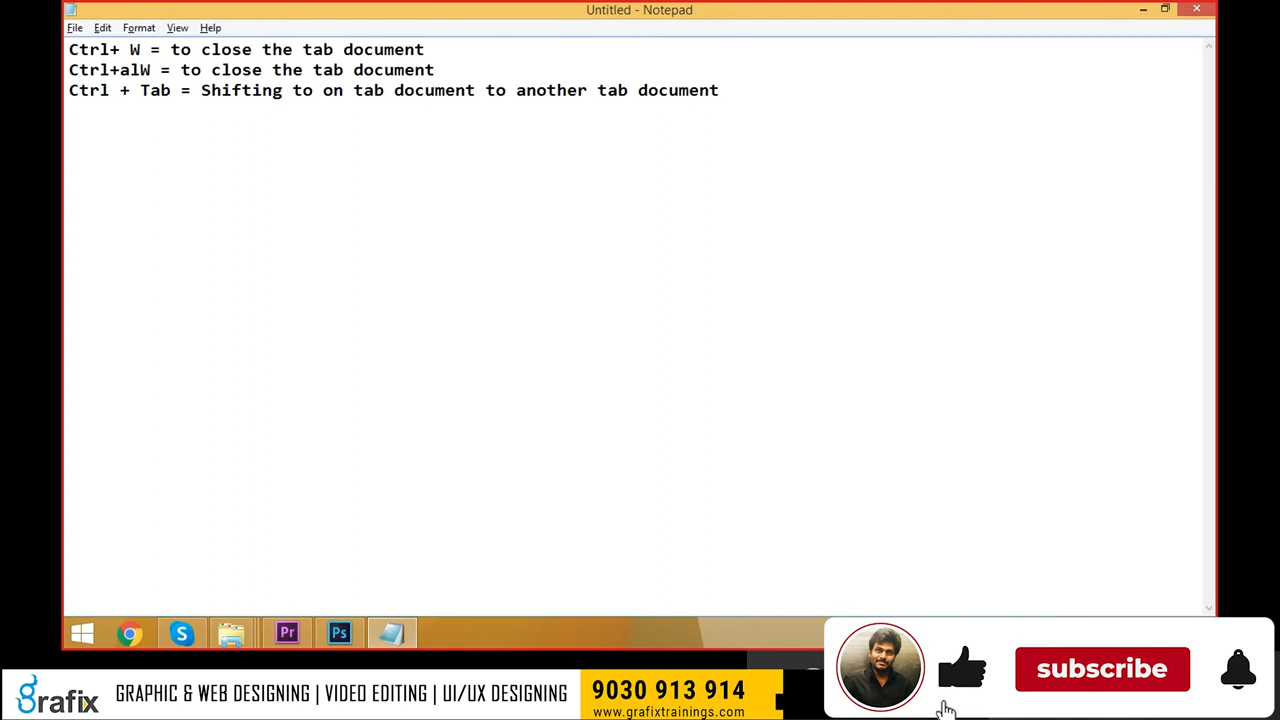 Untitled - Notepad
File Edit Format View Help
Ctrl+ W = to close the tab document
Ctrl+alW = to close the tab document
Ctrl + Tab = Shifting to on tab document to another tab document
S Pr Ps
subscribe
grafix GRAPHIC & WEB DESIGNING | VIDEO EDITING | UI/UX DESIGNING 9030 913 914
www.grafixtrainings.com